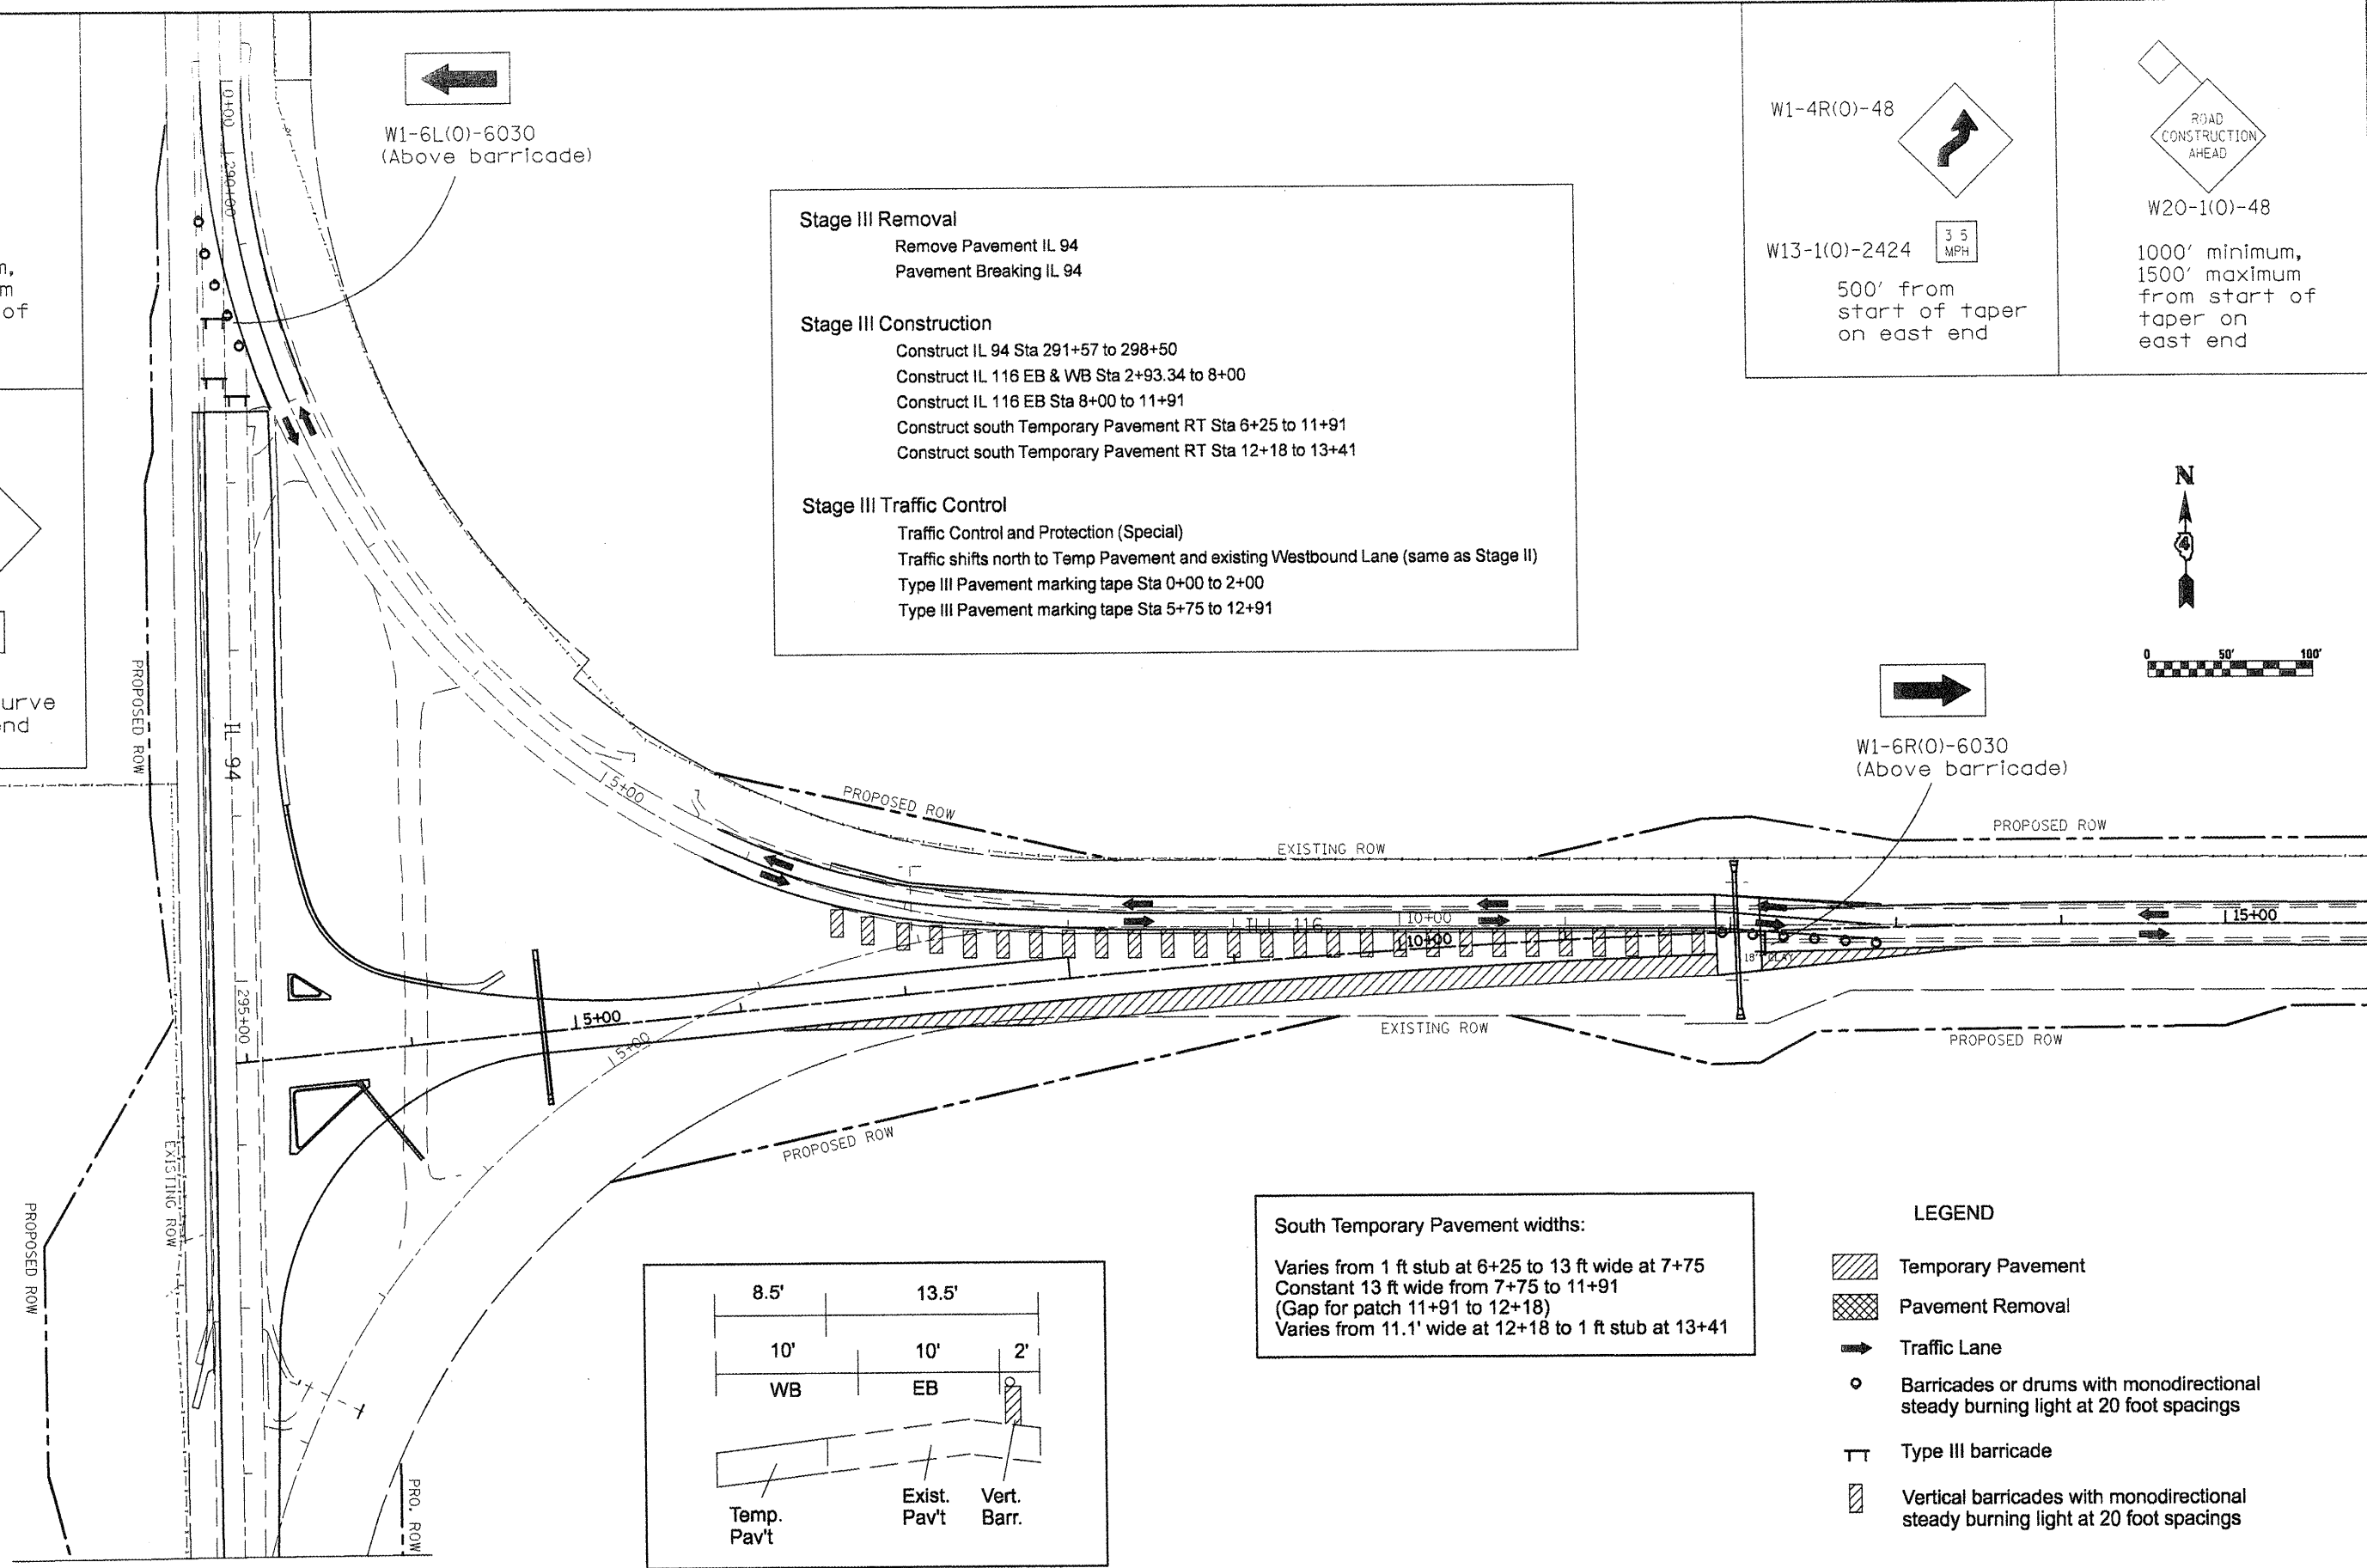 W1-6L(O)-6030
(Above barricade)
W1-4R(O)-48
W13-1(O)-2424
35
MPH
500' from
start of taper
on east end
ROAD
CONSTRUCTION
AHEAD
W20-1(O)-48
1000' minimum,
1500' maximum
from start of
taper on
east end
of
urve
Stage III Removal
Remove Pavement IL 94
Pavement Breaking IL 94
Stage III Construction
Construct IL 94 Sta 291+57 to 298+50
Construct IL 116 EB & WB Sta 2+93.34 to 8+00
Construct IL 116 EB Sta 8+00 to 11+91
Construct south Temporary Pavement RT Sta 6+25 to 11+91
Construct south Temporary Pavement RT Sta 12+18 to 13+41
Stage III Traffic Control
Traffic Control and Protection (Special)
Traffic shifts north to Temp Pavement and existing Westbound Lane (same as Stage II)
Type III Pavement marking tape Sta 0+00 to 2+00
Type III Pavement marking tape Sta 5+75 to 12+91
N
4
0 50' 100'
W1-6R(O)-6030
(Above barricade)
0+00
290+00
PROPOSED ROW
IL 94
295+00
EXISTING ROW
PROPOSED ROW
PRO. ROW
5+00
5+00
5+00
PROPOSED ROW
EXISTING ROW
PROPOSED ROW
ILL 116
10+00
10+00
15+00
18" CLAY
EXISTING ROW
PROPOSED ROW
PROPOSED ROW
8.5' 13.5'
10' 10' 2'
WB EB
Temp.
Pav't
Exist.
Pav't
Vert.
Barr.
South Temporary Pavement widths:
Varies from 1 ft stub at 6+25 to 13 ft wide at 7+75
Constant 13 ft wide from 7+75 to 11+91
(Gap for patch 11+91 to 12+18)
Varies from 11.1' wide at 12+18 to 1 ft stub at 13+41
LEGEND
Temporary Pavement
Pavement Removal
Traffic Lane
Barricades or drums with monodirectional
steady burning light at 20 foot spacings
Type III barricade
Vertical barricades with monodirectional
steady burning light at 20 foot spacings